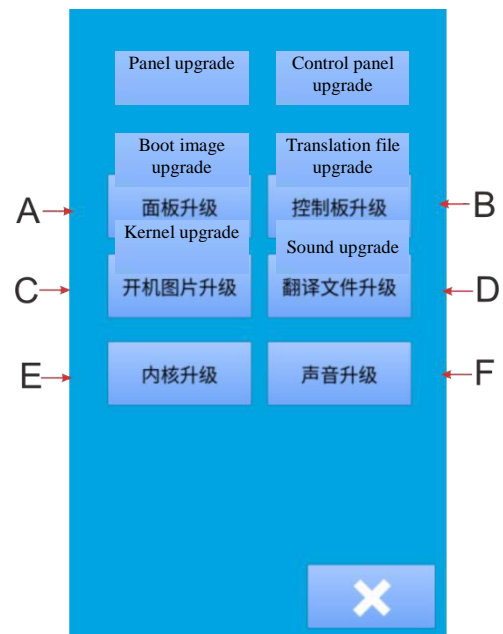 Panel upgrade
Control panel
upgrade
Boot image
upgrade
Translation file
upgrade
A
面板升级
控制板升级
B
Kernel upgrade
Sound upgrade
C
开机图片升级
翻译文件升级
D
E
内核升级
声音升级
F